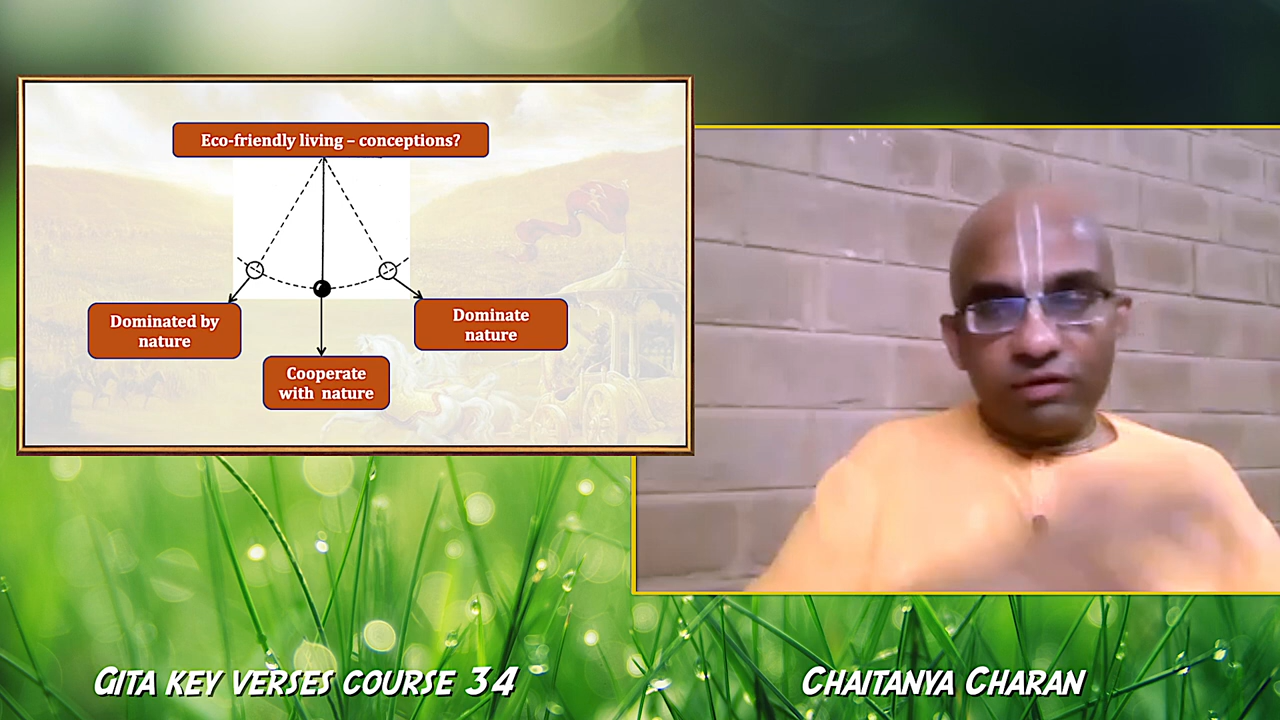 Eco-friendly living – conceptions?
Dominated by
nature
Dominate
nature
Cooperate
with nature
GITA KEY VERSES COURSE 34
CHAITANYA CHARAN